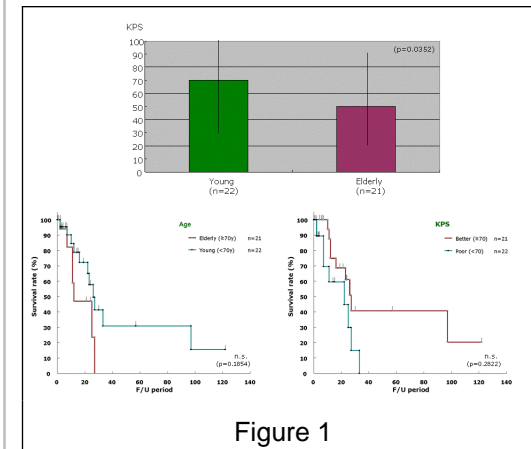 KPS
(p=0.0352)
100
90
80
70
60
50
40
30
20
10
0
Young
(n=22)
Elderly
(n=21)
Age
Elderly (≥70y) n=21
Young (<70y) n=22
Survival rate (%)
100
90
80
70
60
50
40
30
20
10
0
n.s.
(p=0.1854)
0 20 40 60 80 100 120 140
F/U period
KPS
Better (≥70) n=21
Poor (<70) n=22
Survival rate (%)
100
90
80
70
60
50
40
30
20
10
0
n.s.
(p=0.2822)
0 20 40 60 80 100 120 140
F/U period
Figure 1